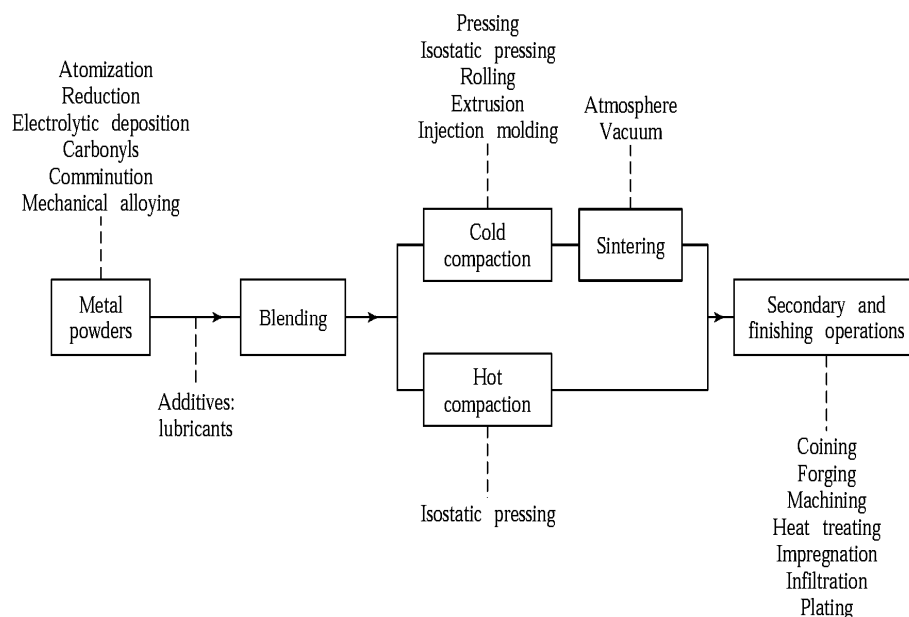 Atomization
Reduction
Electrolytic deposition
Carbonyls
Comminution
Mechanical alloying
Metal
powders
Additives:
lubricants
Blending
Pressing
Isostatic pressing
Rolling
Extrusion
Injection molding
Cold
compaction
Hot
compaction
Isostatic pressing
Atmosphere
Vacuum
Sintering
Secondary and
finishing operations
Coining
Forging
Machining
Heat treating
Impregnation
Infiltration
Plating